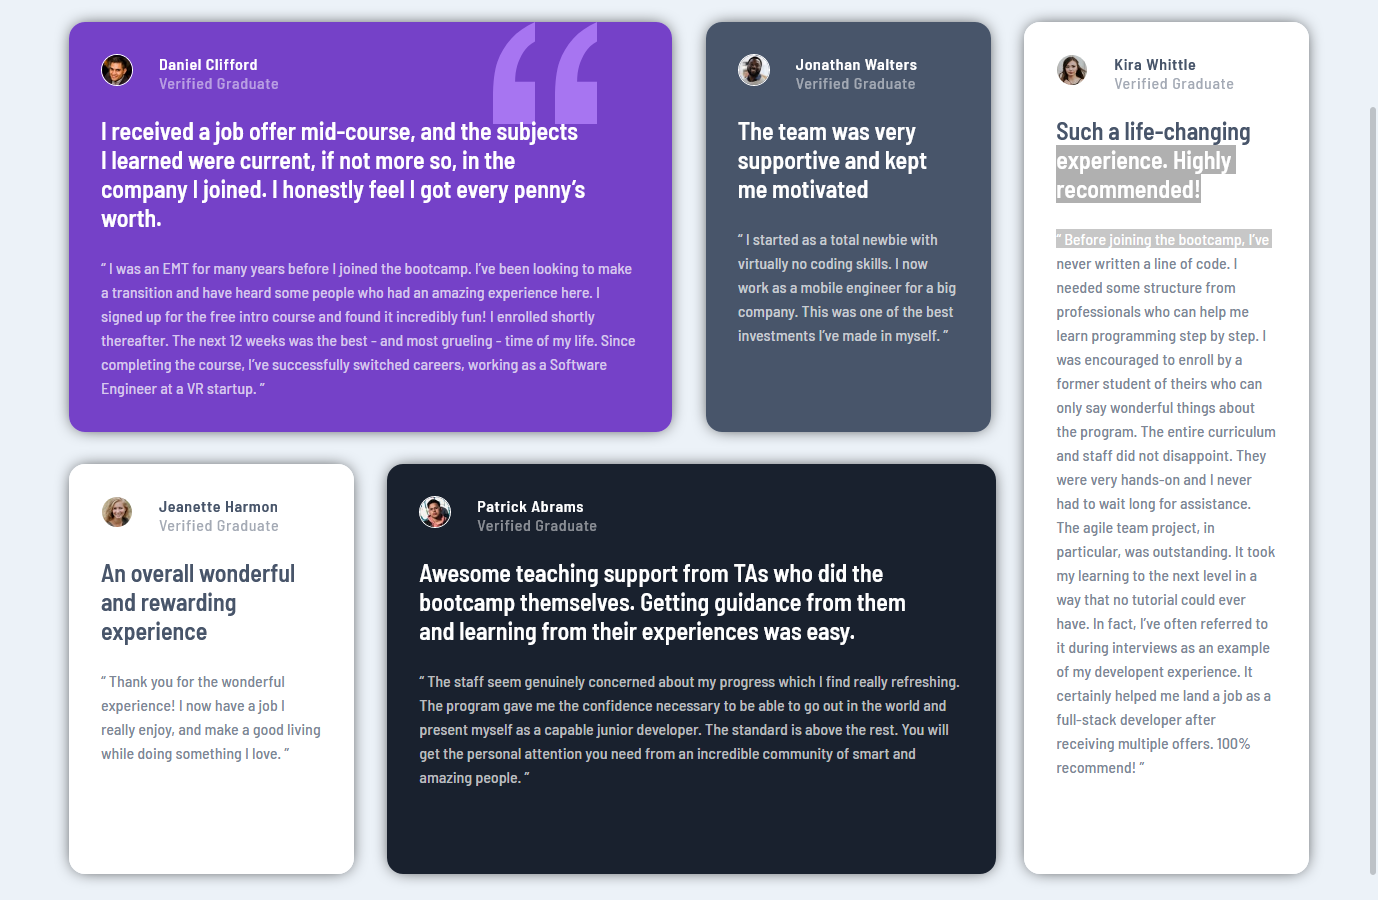 Daniel Clifford
Verified Graduate
I received a job offer mid-course, and the subjects
I learned were current, if not more so, in the
company I joined. I honestly feel I got every penny’s
worth.
“ I was an EMT for many years before I joined the bootcamp. I’ve been looking to make
a transition and have heard some people who had an amazing experience here. I
signed up for the free intro course and found it incredibly fun! I enrolled shortly
thereafter. The next 12 weeks was the best - and most grueling - time of my life. Since
completing the course, I’ve successfully switched careers, working as a Software
Engineer at a VR startup. ”
Jonathan Walters
Verified Graduate
The team was very
supportive and kept
me motivated
“ I started as a total newbie with
virtually no coding skills. I now
work as a mobile engineer for a big
company. This was one of the best
investments I’ve made in myself. ”
Kira Whittle
Verified Graduate
Such a life-changing
experience. Highly
recommended!
“ Before joining the bootcamp, I’ve
never written a line of code. I
needed some structure from
professionals who can help me
learn programming step by step. I
was encouraged to enroll by a
former student of theirs who can
only say wonderful things about
the program. The entire curriculum
and staff did not disappoint. They
were very hands-on and I never
had to wait long for assistance.
The agile team project, in
particular, was outstanding. It took
my learning to the next level in a
way that no tutorial could ever
have. In fact, I’ve often referred to
it during interviews as an example
of my developent experience. It
certainly helped me land a job as a
full-stack developer after
receiving multiple offers. 100%
recommend! ”
Jeanette Harmon
Verified Graduate
An overall wonderful
and rewarding
experience
“ Thank you for the wonderful
experience! I now have a job I
really enjoy, and make a good living
while doing something I love. ”
Patrick Abrams
Verified Graduate
Awesome teaching support from TAs who did the
bootcamp themselves. Getting guidance from them
and learning from their experiences was easy.
“ The staff seem genuinely concerned about my progress which I find really refreshing.
The program gave me the confidence necessary to be able to go out in the world and
present myself as a capable junior developer. The standard is above the rest. You will
get the personal attention you need from an incredible community of smart and
amazing people. ”